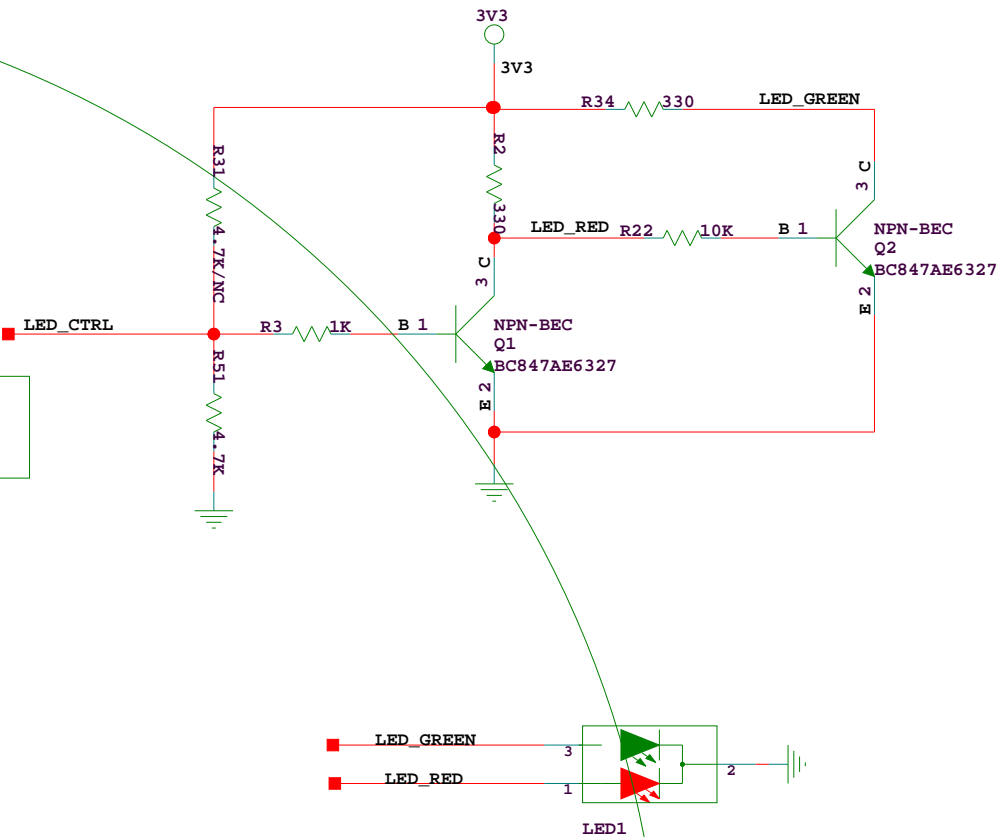 3V3
3V3
R34 330 LED_GREEN
R31
4.7K/NC
R2
330
LED_RED R22 10K B 1
3 C
NPN-BEC
Q2
BC847AE6327
E 2
LED_CTRL R3 1K B 1
3 C
NPN-BEC
Q1
BC847AE6327
E 2
R51
4.7K
LED_GREEN 3
LED_RED 1
2
LED1